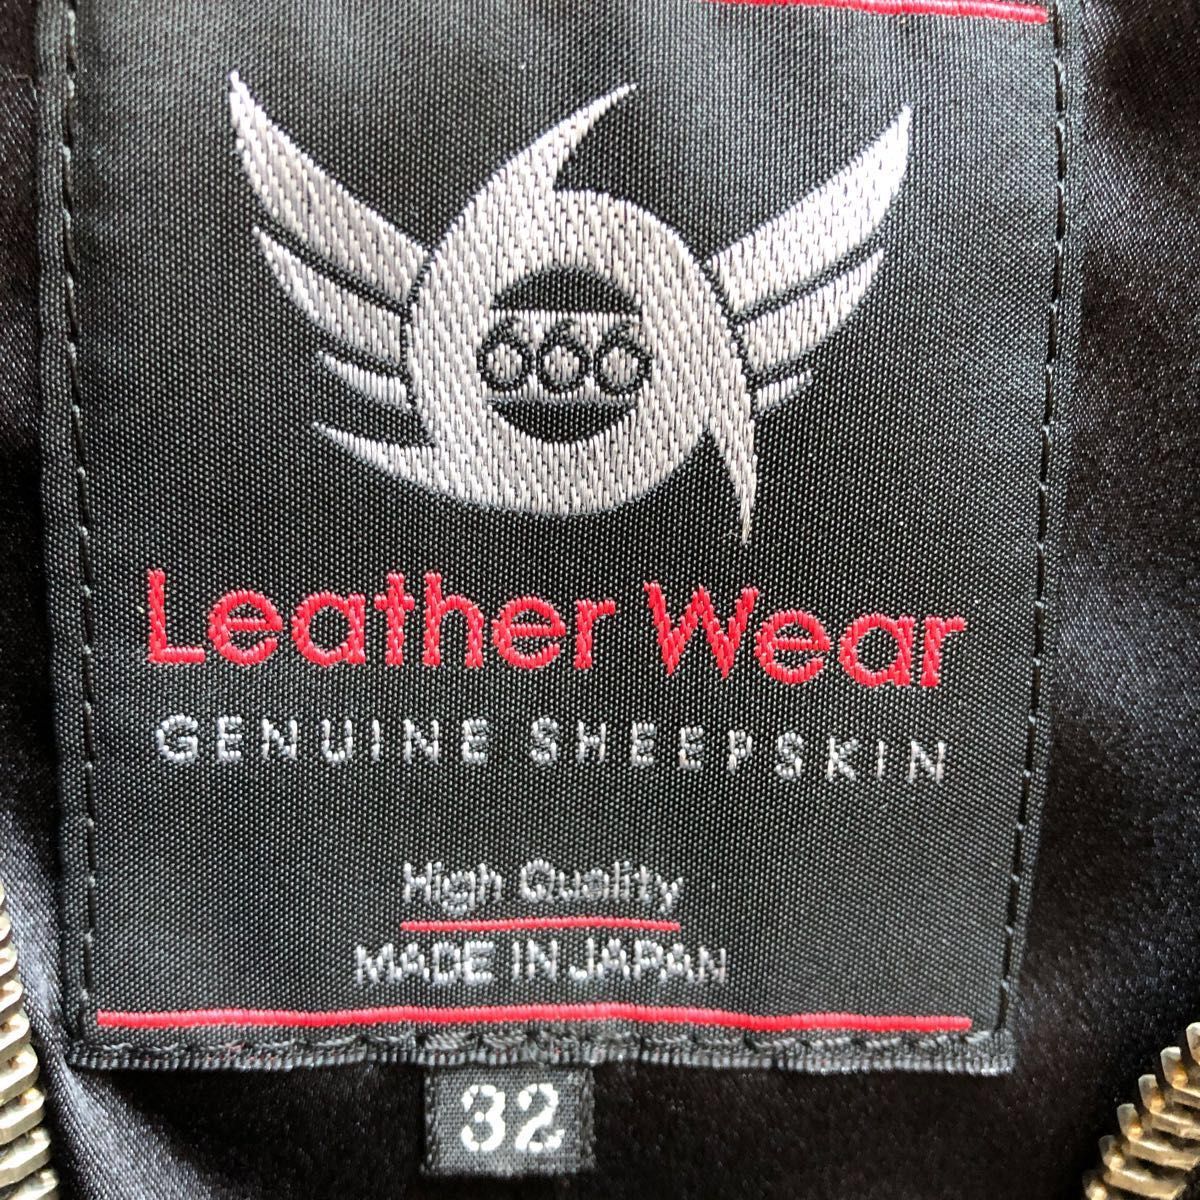 666
Leather Wear
GENUINE SHEEPSKIN
High Quality
MADE IN JAPAN
32